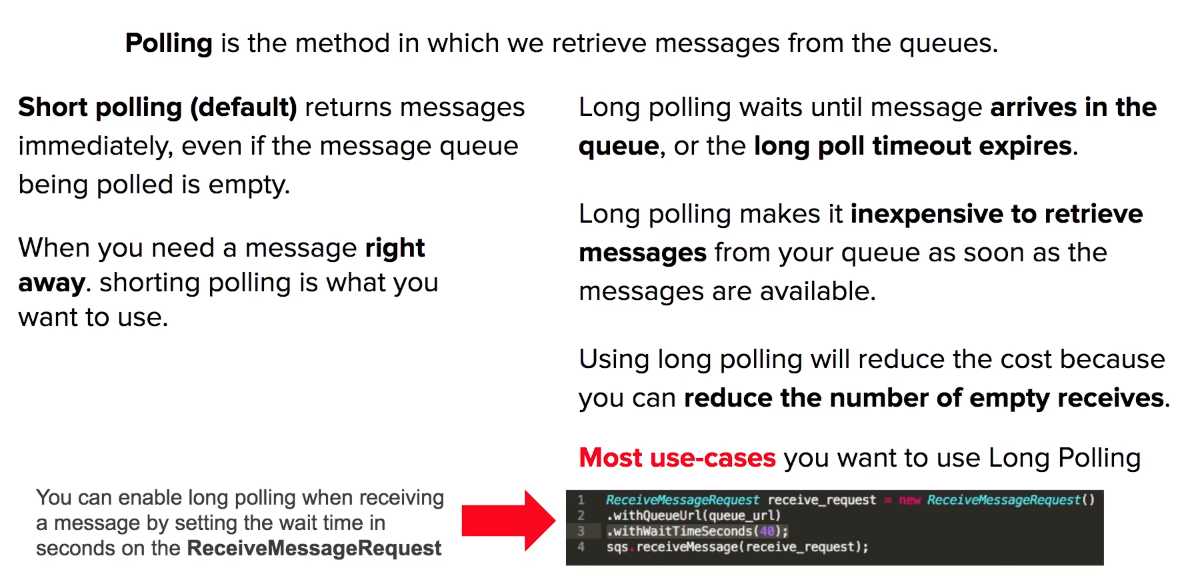 Polling is the method in which we retrieve messages from the queues.
Short polling (default) returns messages
immediately, even if the message queue
being polled is empty.
When you need a message right
away. shorting polling is what you
want to use.
Long polling waits until message arrives in the
queue, or the long poll timeout expires.
Long polling makes it inexpensive to retrieve
messages from your queue as soon as the
messages are available.
Using long polling will reduce the cost because
you can reduce the number of empty receives.
Most use-cases you want to use Long Polling
You can enable long polling when receiving
a message by setting the wait time in
seconds on the ReceiveMessageRequest
1 ReceiveMessageRequest receive_request = new ReceiveMessageRequest()
2 .withQueueUrl(queue_url)
3 .withWaitTimeSeconds(40);
4 sqs.receiveMessage(receive_request);